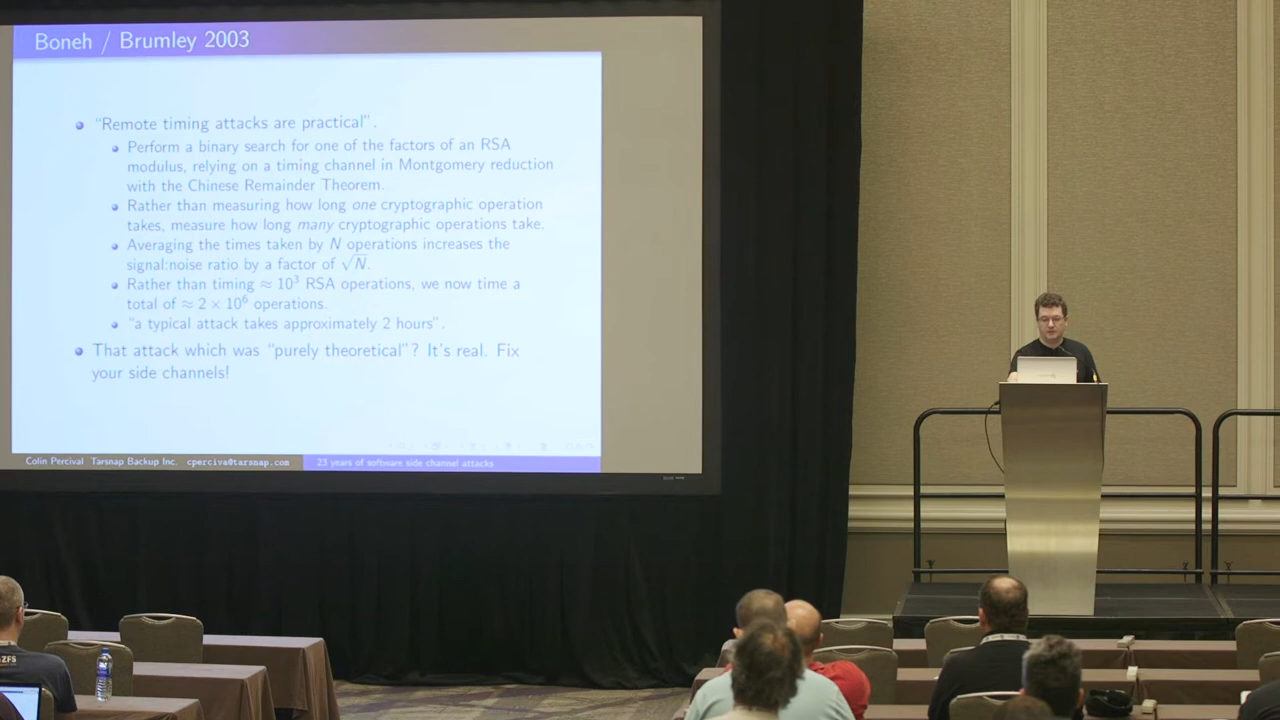 Boneh / Brumley 2003
“Remote timing attacks are practical”.
Perform a binary search for one of the factors of an RSA
modulus, relying on a timing channel in Montgomery reduction
with the Chinese Remainder Theorem.
Rather than measuring how long one cryptographic operation
takes, measure how long many cryptographic operations take.
Averaging the times taken by N operations increases the
signal:noise ratio by a factor of √N.
Rather than timing ≈ 10³ RSA operations, we now time a
total of ≈ 2 × 10⁶ operations.
“a typical attack takes approximately 2 hours”.
That attack which was “purely theoretical”? It's real. Fix
your side channels!
Colin Percival Tarsnap Backup Inc. cperciva@tarsnap.com
23 years of software side channel attacks
ZFS